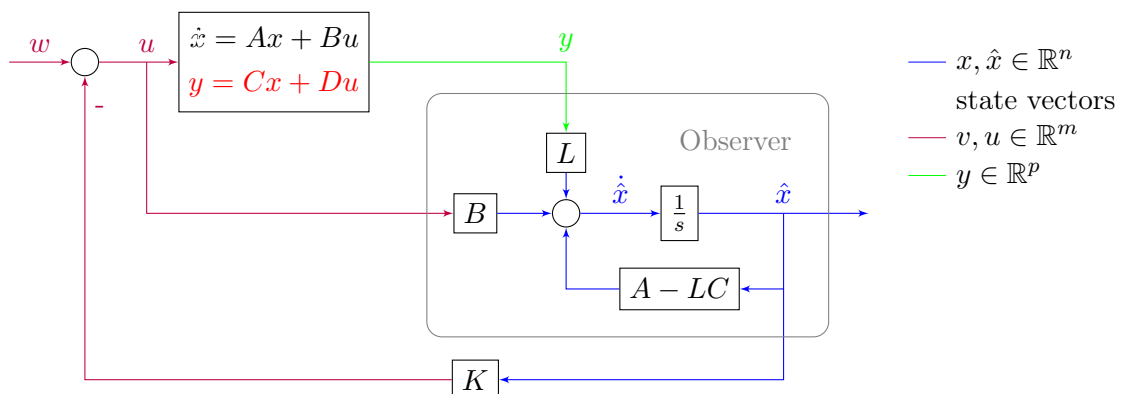 w
u
ẋ = Ax + Bu
y = Cx + Du
y
-
x, x̂ ∈ ℝⁿ
state vectors
v, u ∈ ℝᵐ
y ∈ ℝᵖ
Observer
L
B
x̂̇
1/s
x̂
A − LC
K